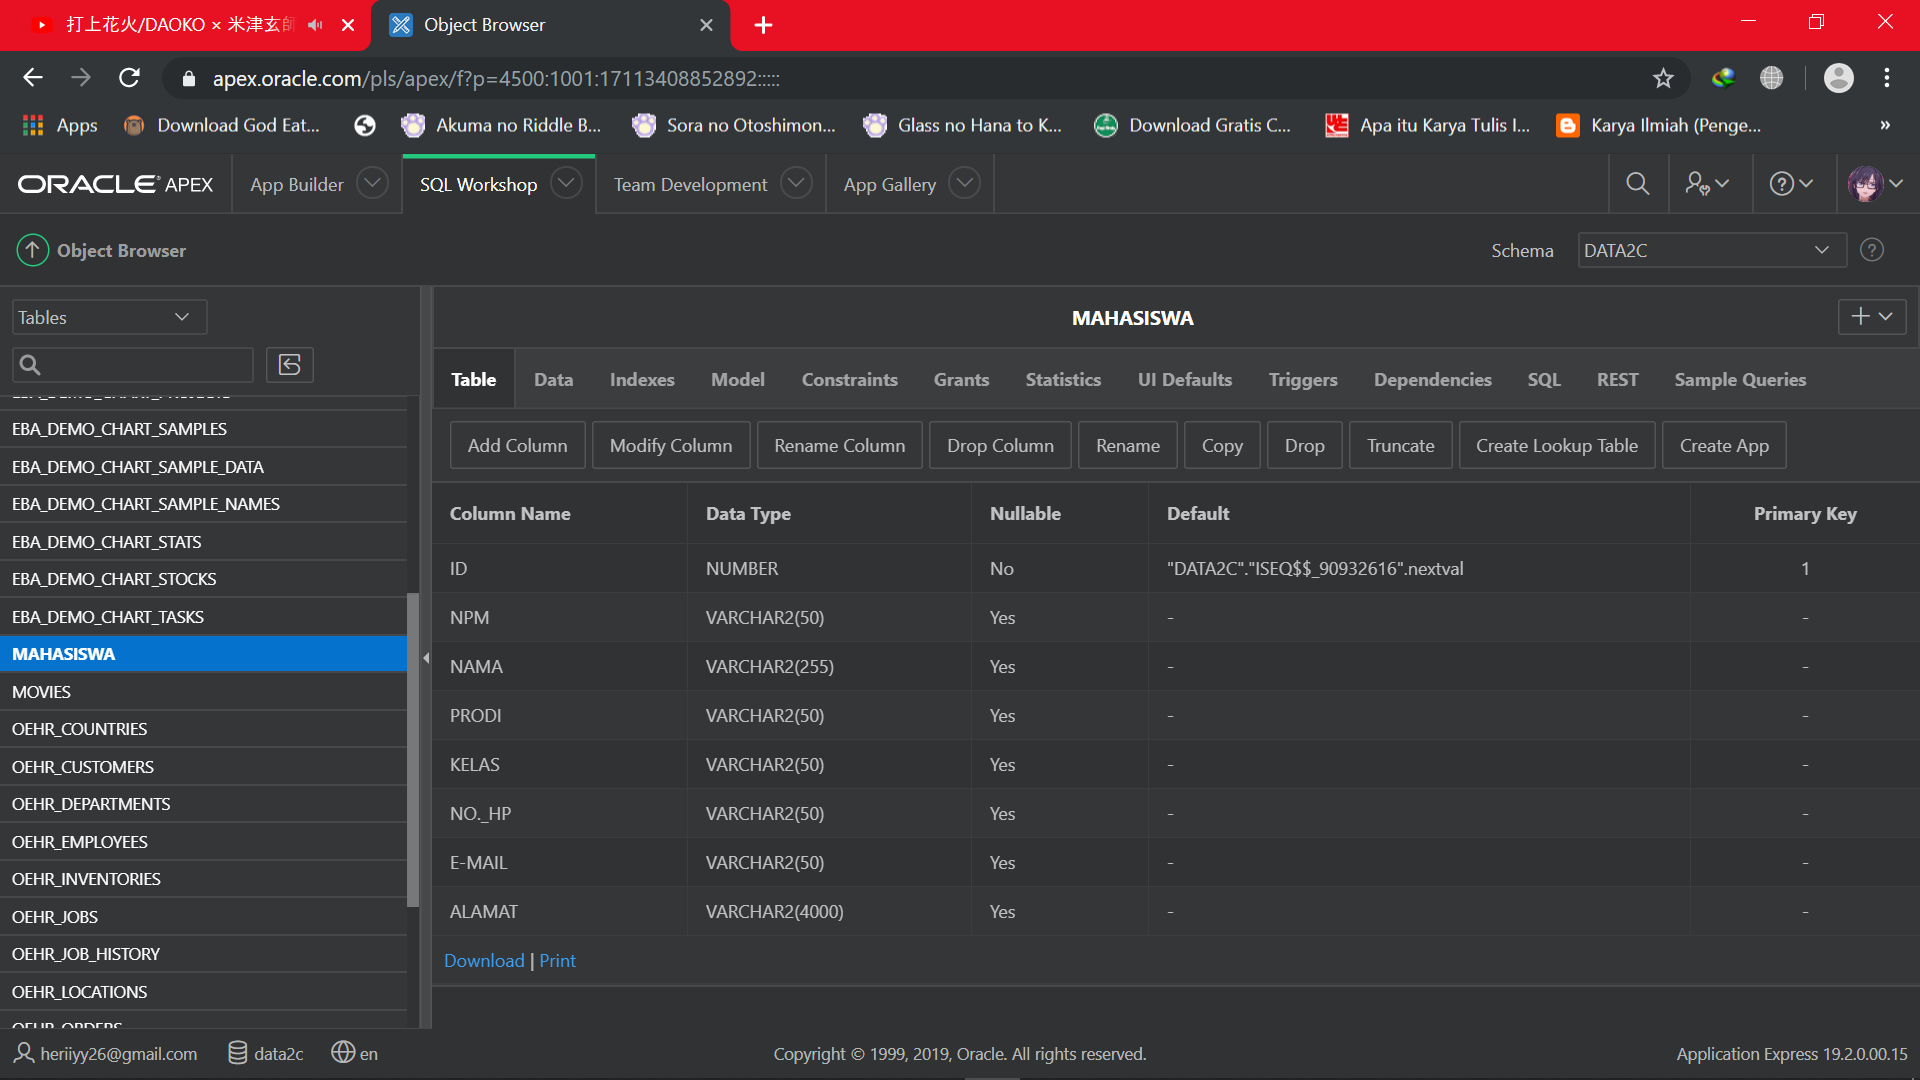 打上花火/DAOKO × 米津玄師
Object Browser
apex.oracle.com/pls/apex/f?p=4500:1001:17113408852892:::::
Apps
Download God Eat...
Akuma no Riddle B...
Sora no Otoshimon...
Glass no Hana to K...
Download Gratis C...
Apa itu Karya Tulis I...
Karya Ilmiah (Penge...
»
ORACLE APEX
App Builder
SQL Workshop
Team Development
App Gallery
Object Browser
Schema
DATA2C
Tables
EBA_DEMO_CHART_SAMPLES
EBA_DEMO_CHART_SAMPLE_DATA
EBA_DEMO_CHART_SAMPLE_NAMES
EBA_DEMO_CHART_STATS
EBA_DEMO_CHART_STOCKS
EBA_DEMO_CHART_TASKS
MAHASISWA
MOVIES
OEHR_COUNTRIES
OEHR_CUSTOMERS
OEHR_DEPARTMENTS
OEHR_EMPLOYEES
OEHR_INVENTORIES
OEHR_JOBS
OEHR_JOB_HISTORY
OEHR_LOCATIONS
MAHASISWA
Table Data Indexes Model Constraints Grants Statistics UI Defaults Triggers Dependencies SQL REST Sample Queries
Add Column Modify Column Rename Column Drop Column Rename Copy Drop Truncate Create Lookup Table Create App
Column Name Data Type Nullable Default Primary Key
ID NUMBER No "DATA2C"."ISEQ$$_90932616".nextval 1
NPM VARCHAR2(50) Yes - -
NAMA VARCHAR2(255) Yes - -
PRODI VARCHAR2(50) Yes - -
KELAS VARCHAR2(50) Yes - -
NO._HP VARCHAR2(50) Yes - -
E-MAIL VARCHAR2(50) Yes - -
ALAMAT VARCHAR2(4000) Yes - -
Download | Print
heriiyy26@gmail.com
data2c
en
Copyright © 1999, 2019, Oracle. All rights reserved.
Application Express 19.2.0.00.15